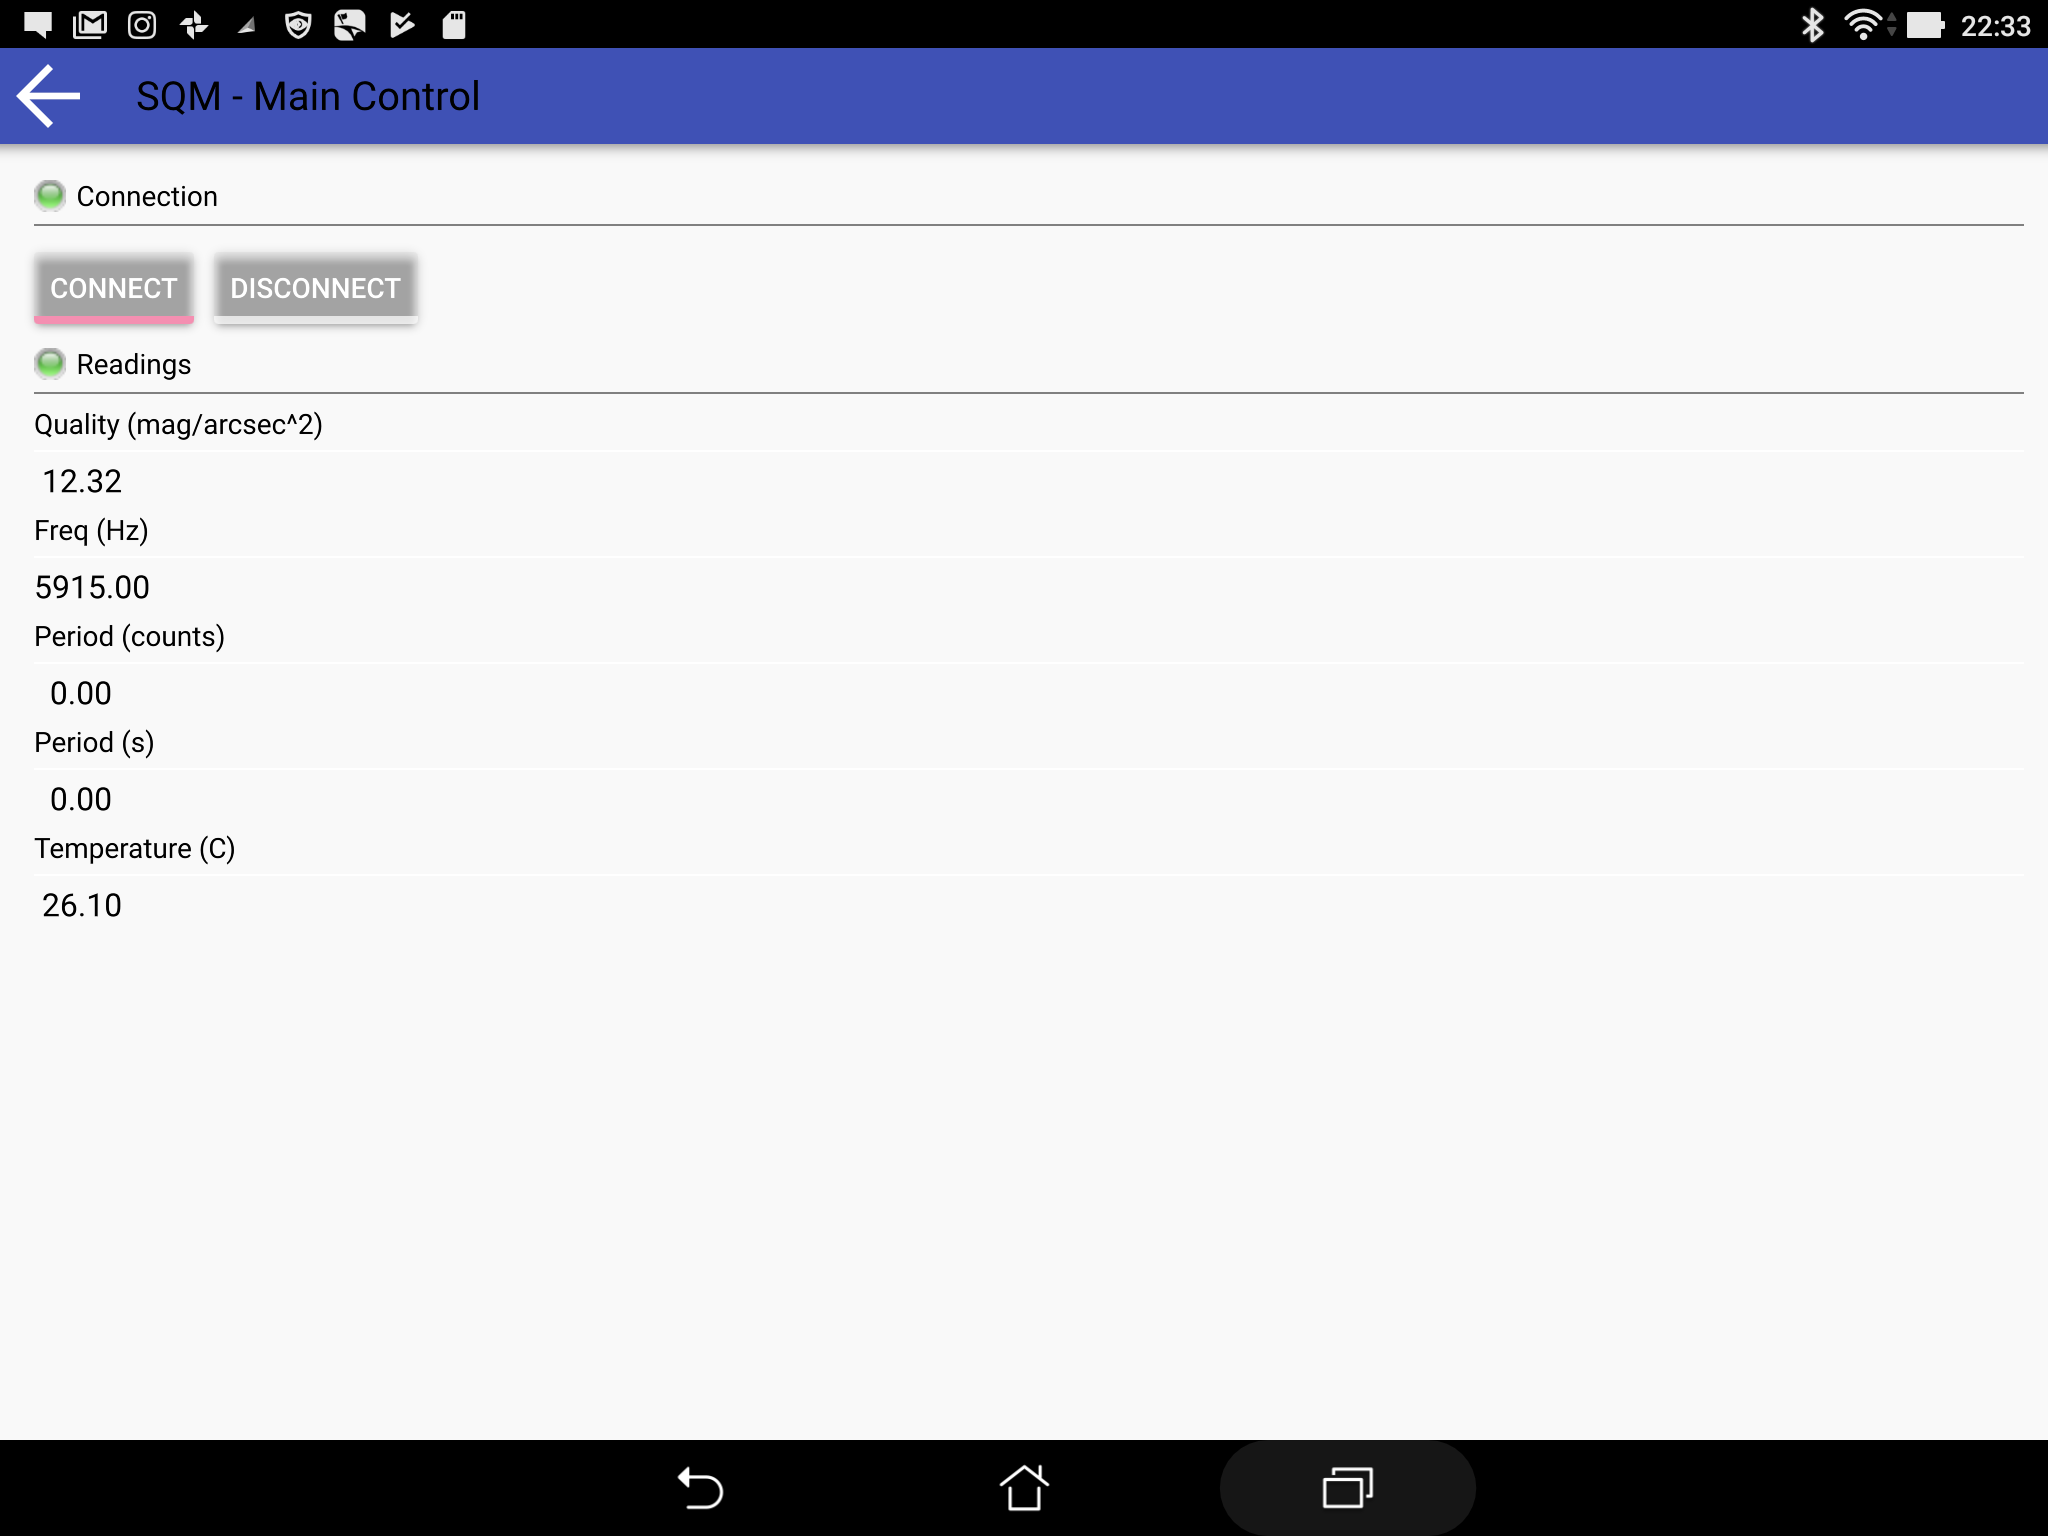 22:33
SQM - Main Control
Connection
CONNECT DISCONNECT
Readings
Quality (mag/arcsec^2)
12.32
Freq (Hz)
5915.00
Period (counts)
0.00
Period (s)
0.00
Temperature (C)
26.10